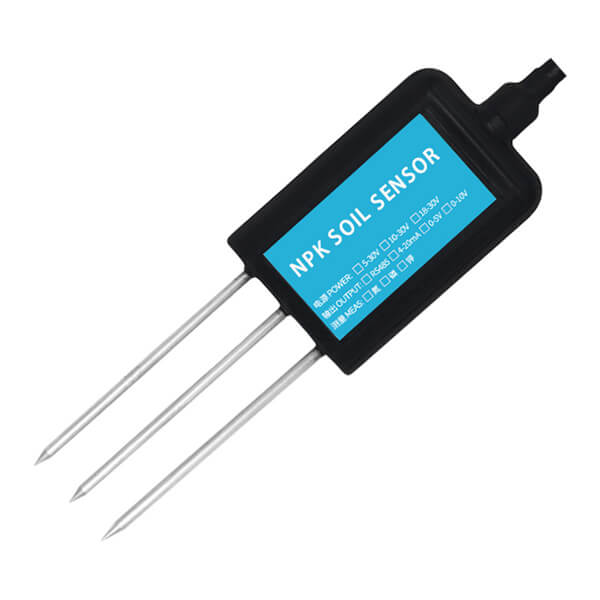 NPK SOIL SENSOR
电源 POWER: □ 5-30V □ 10-30V □ 18-30V
输出 OUTPUT: □ RS485 □ 4-20mA □ 0-5V □ 0-10V
测量 MEAS: □ 氮 □ 磷 □ 钾